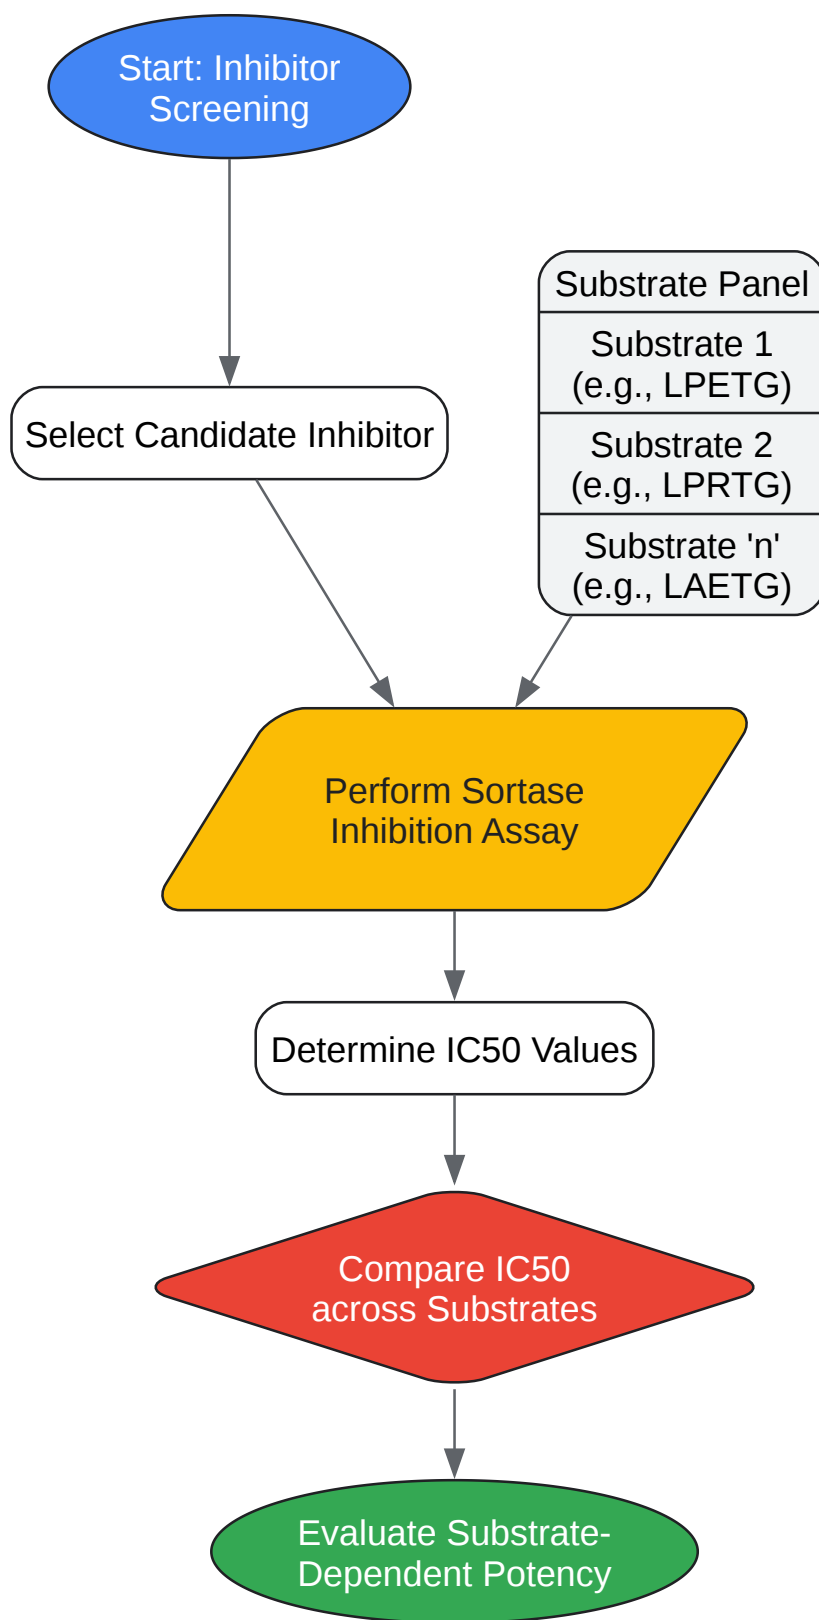 Start: Inhibitor
Screening
Substrate Panel
Substrate 1
(e.g., LPETG)
Select Candidate Inhibitor
Substrate 2
(e.g., LPRTG)
Substrate 'n'
(e.g., LAETG)
Perform Sortase
Inhibition Assay
Determine IC50 Values
Compare IC50
across Substrates
Evaluate Substrate-
Dependent Potency